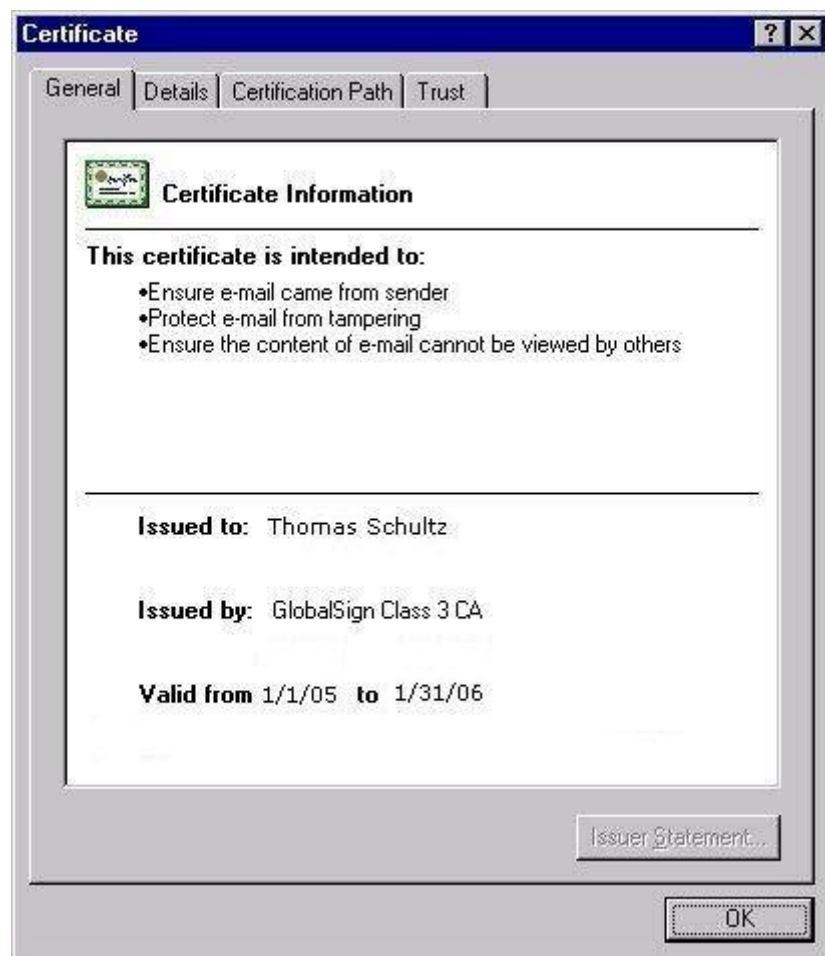 Certificate
General Details Certification Path Trust
Certificate Information
This certificate is intended to:
•Ensure e-mail came from sender
•Protect e-mail from tampering
•Ensure the content of e-mail cannot be viewed by others
Issued to: Thomas Schultz
Issued by: GlobalSign Class 3 CA
Valid from 1/1/05 to 1/31/06
Issuer Statement...
OK